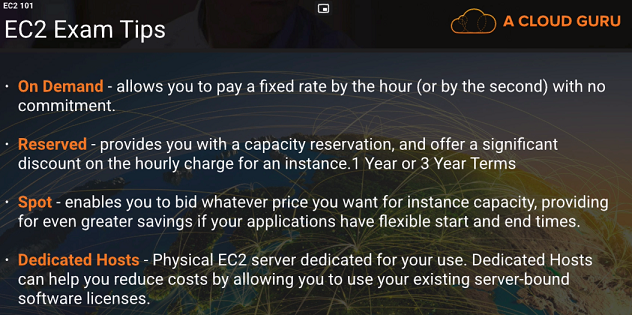 EC2 101
EC2 Exam Tips
A CLOUD GURU
· On Demand - allows you to pay a fixed rate by the hour (or by the second) with no
commitment.
· Reserved - provides you with a capacity reservation, and offer a significant
discount on the hourly charge for an instance.1 Year or 3 Year Terms
· Spot - enables you to bid whatever price you want for instance capacity, providing
for even greater savings if your applications have flexible start and end times.
· Dedicated Hosts - Physical EC2 server dedicated for your use. Dedicated Hosts
can help you reduce costs by allowing you to use your existing server-bound
software licenses.